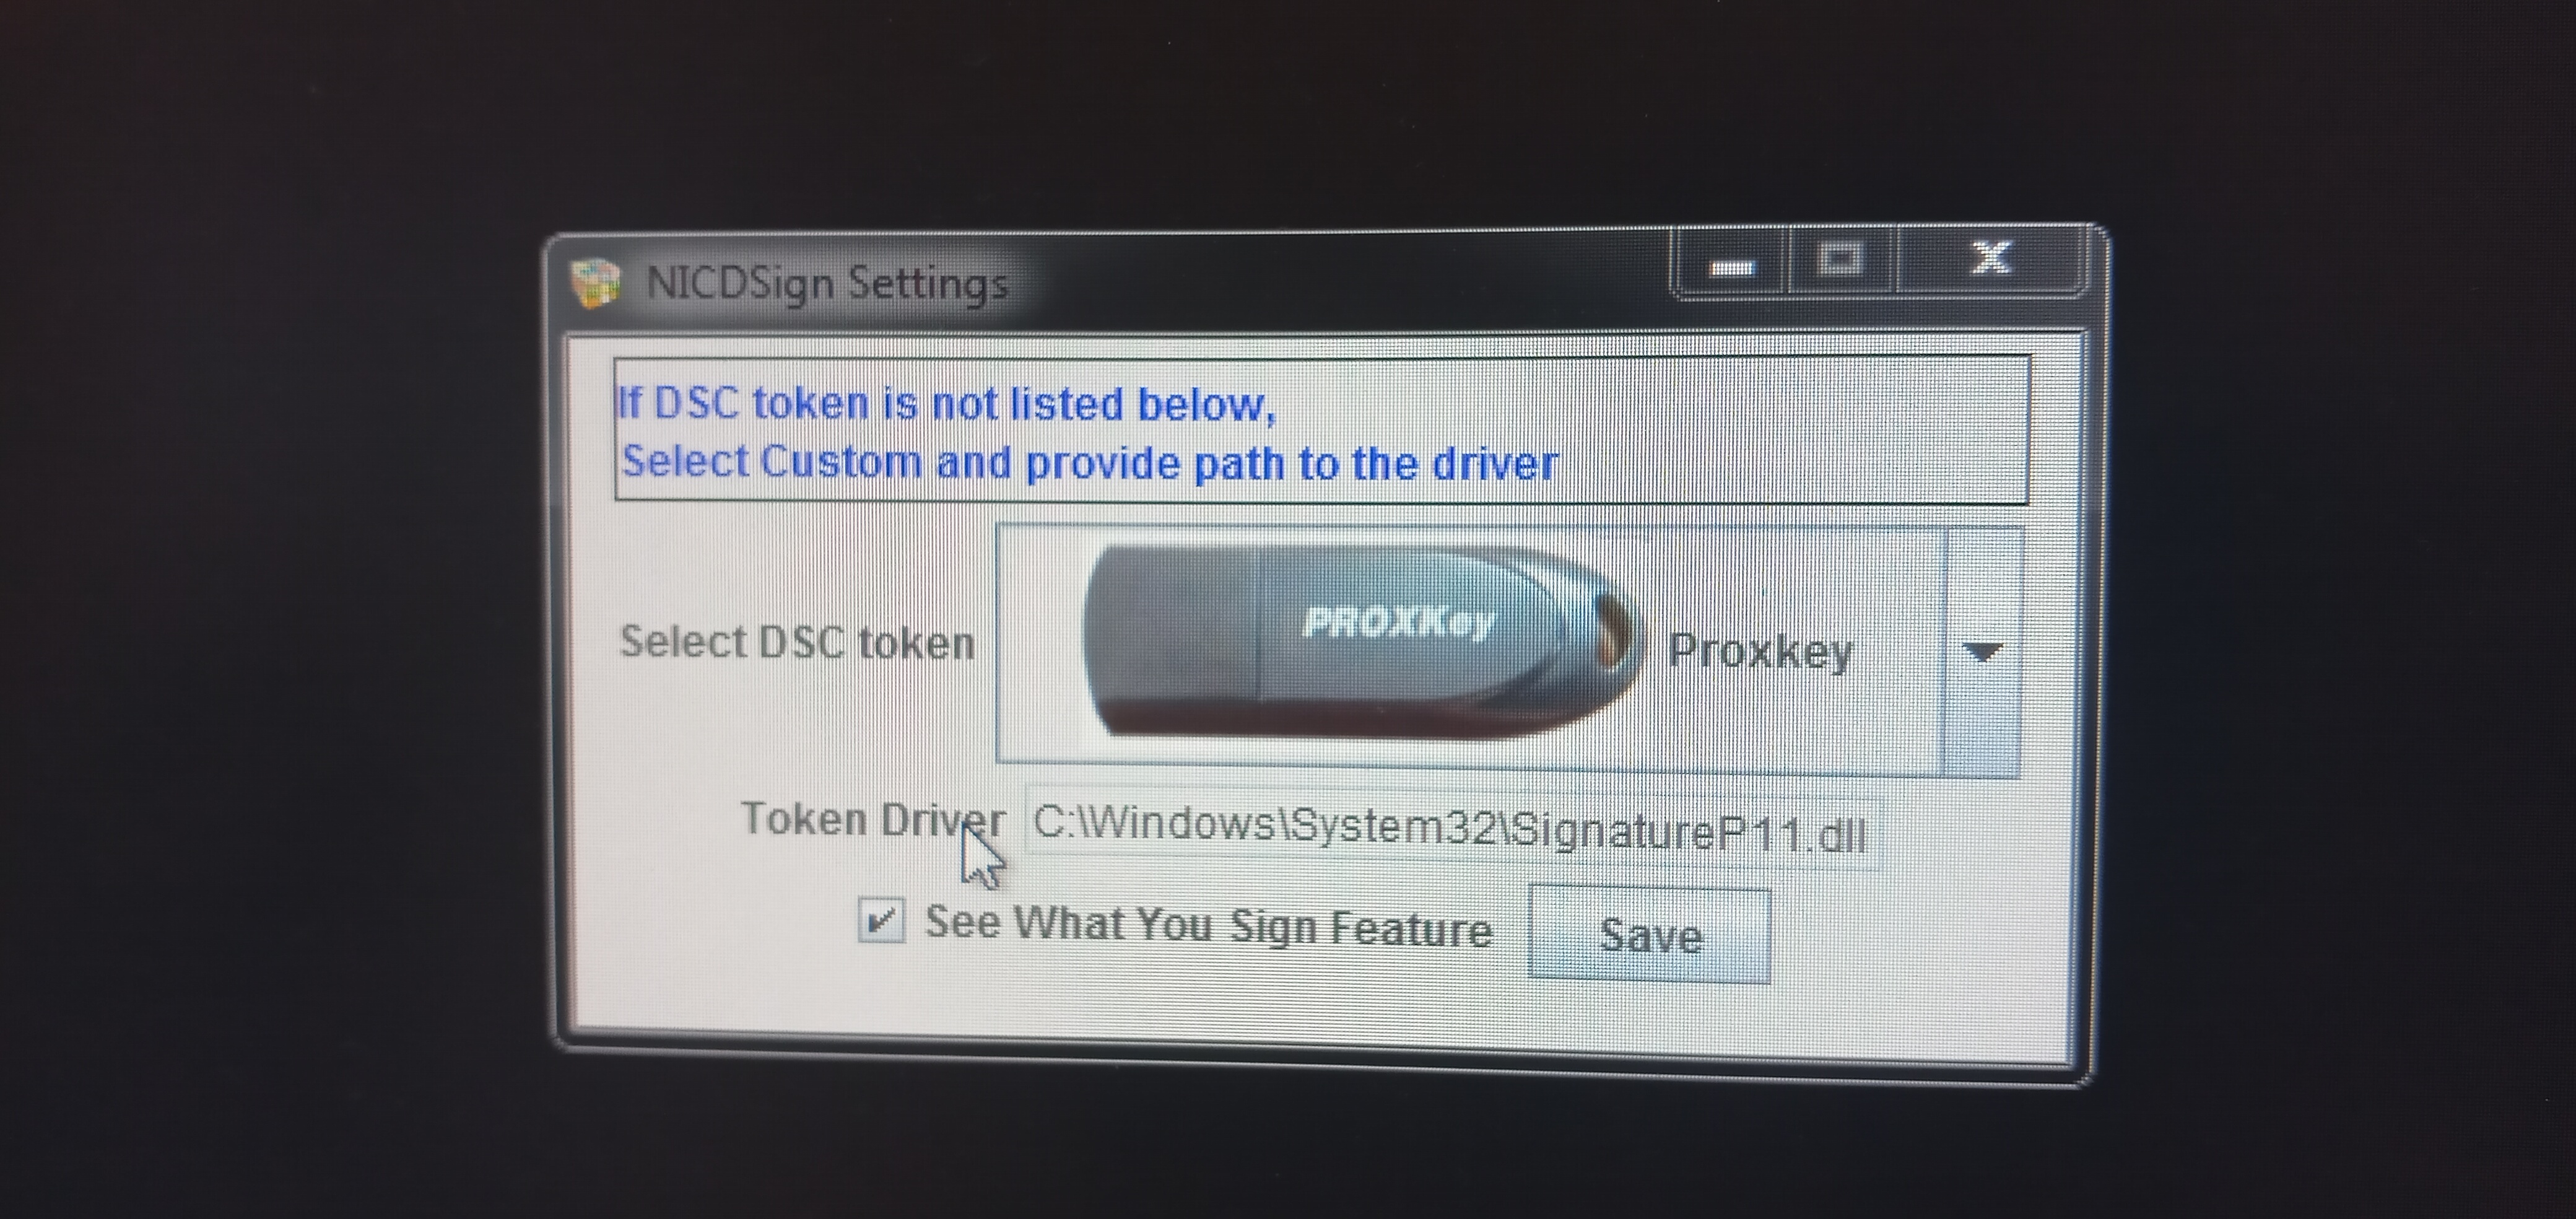 NICDSign Settings
If DSC token is not listed below,
Select Custom and provide path to the driver
Select DSC token
PROXKey
Proxkey
Token Driver
C:\Windows\System32\SignatureP11.dll
See What You Sign Feature
Save